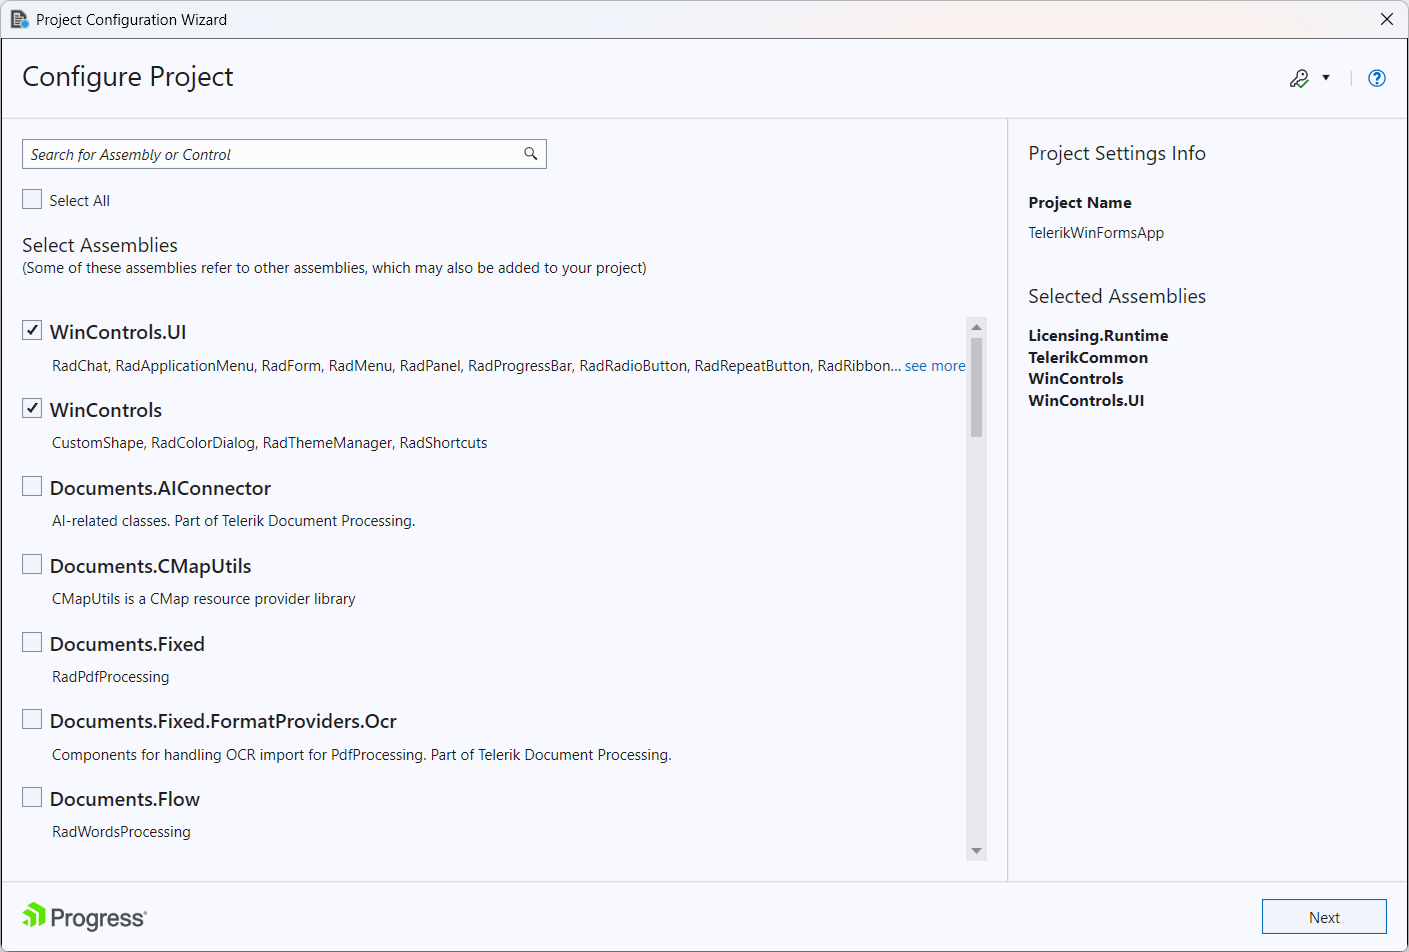 Project Configuration Wizard
Configure Project
Search for Assembly or Control
Select All
Select Assemblies
(Some of these assemblies refer to other assemblies, which may also be added to your project)
WinControls.UI
RadChat, RadApplicationMenu, RadForm, RadMenu, RadPanel, RadProgressBar, RadRadioButton, RadRepeatButton, RadRibbon... see more
WinControls
CustomShape, RadColorDialog, RadThemeManager, RadShortcuts
Documents.AIConnector
AI-related classes. Part of Telerik Document Processing.
Documents.CMapUtils
CMapUtils is a CMap resource provider library
Documents.Fixed
RadPdfProcessing
Documents.Fixed.FormatProviders.Ocr
Components for handling OCR import for PdfProcessing. Part of Telerik Document Processing.
Documents.Flow
RadWordsProcessing
Project Settings Info
Project Name
TelerikWinFormsApp
Selected Assemblies
Licensing.Runtime
TelerikCommon
WinControls
WinControls.UI
Progress
Next